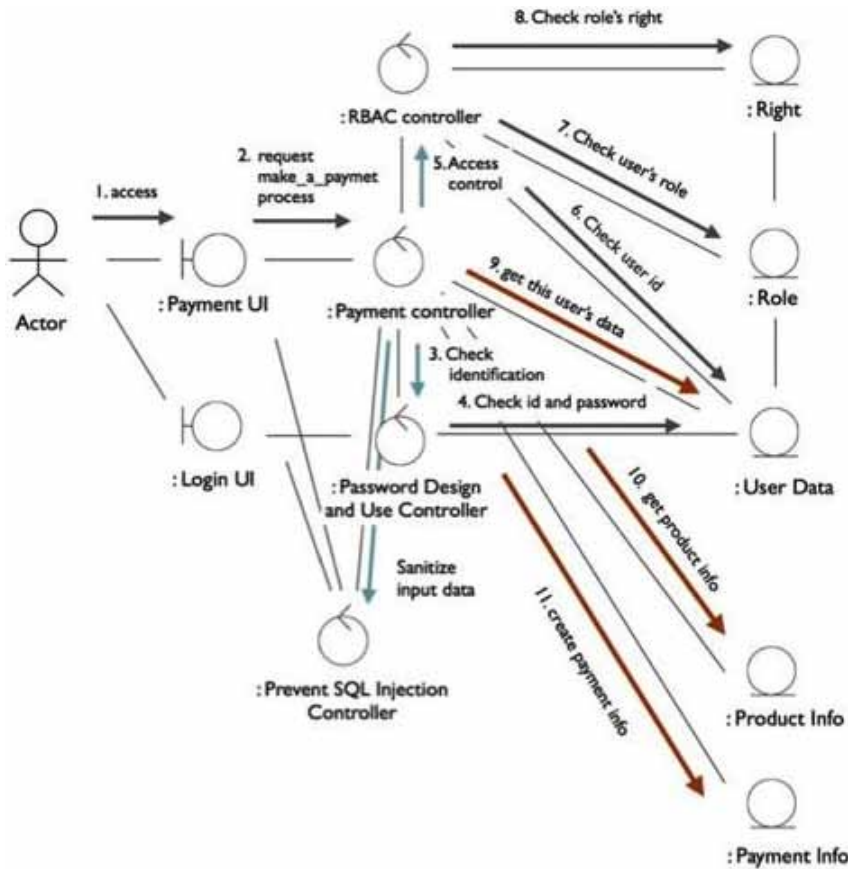 8. Check role's right
: RBAC controller
: Right
7. Check user's role
2. request
make_a_paymet
process
5. Access
control
1. access
6. Check user id
9. get this user's data
Actor
: Payment UI
: Payment controller
: Role
3. Check
identification
4. Check id and password
: Login UI
: Password Design
and Use Controller
: User Data
10. get product info
Sanitize
input data
11. create payment info
: Prevent SQL Injection
Controller
: Product Info
: Payment Info